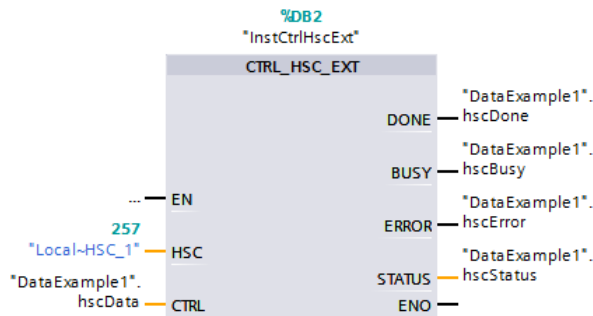 %DB2
"InstCtrlHscExt"
CTRL_HSC_EXT
"DataExample1".
DONE hscDone
"DataExample1".
BUSY hscBusy
... EN
"DataExample1".
ERROR hscError
257
"Local~HSC_1" HSC
"DataExample1".
STATUS hscStatus
"DataExample1".
hscData CTRL
ENO